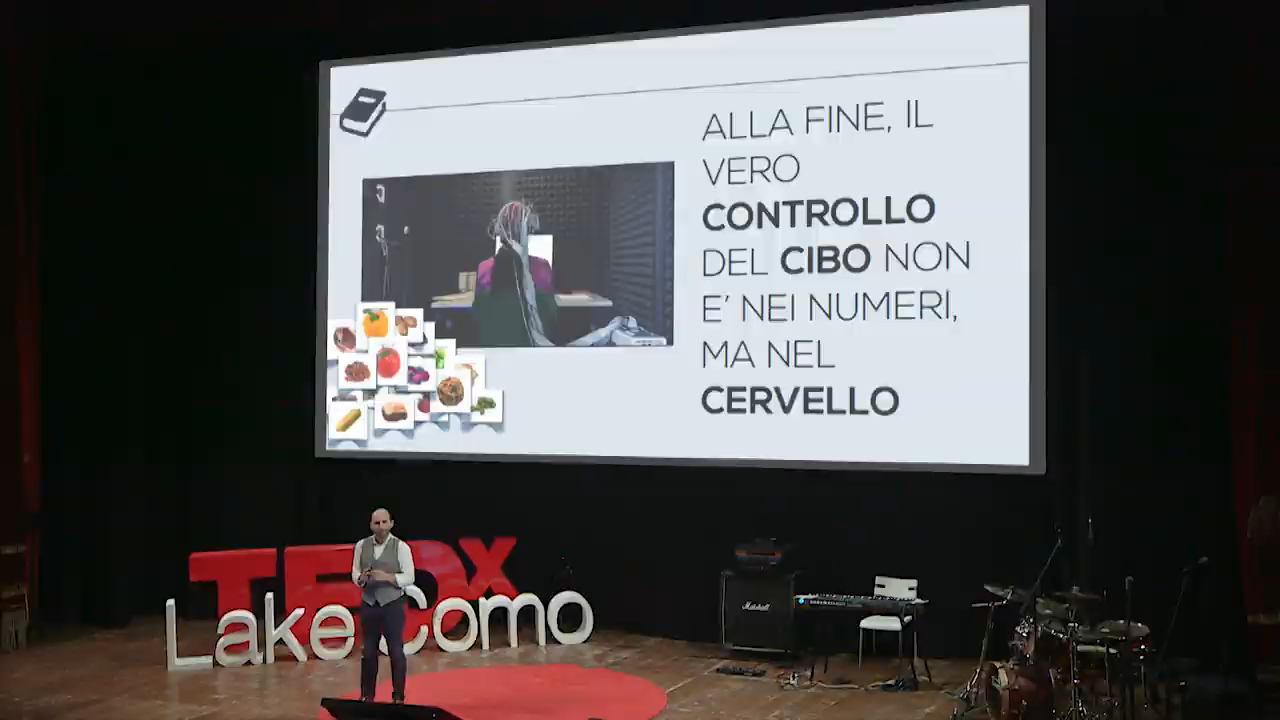 ALLA FINE, IL
VERO
CONTROLLO
DEL CIBO NON
E' NEI NUMERI,
MA NEL
CERVELLO
TEDx
Lake Como
Marshall